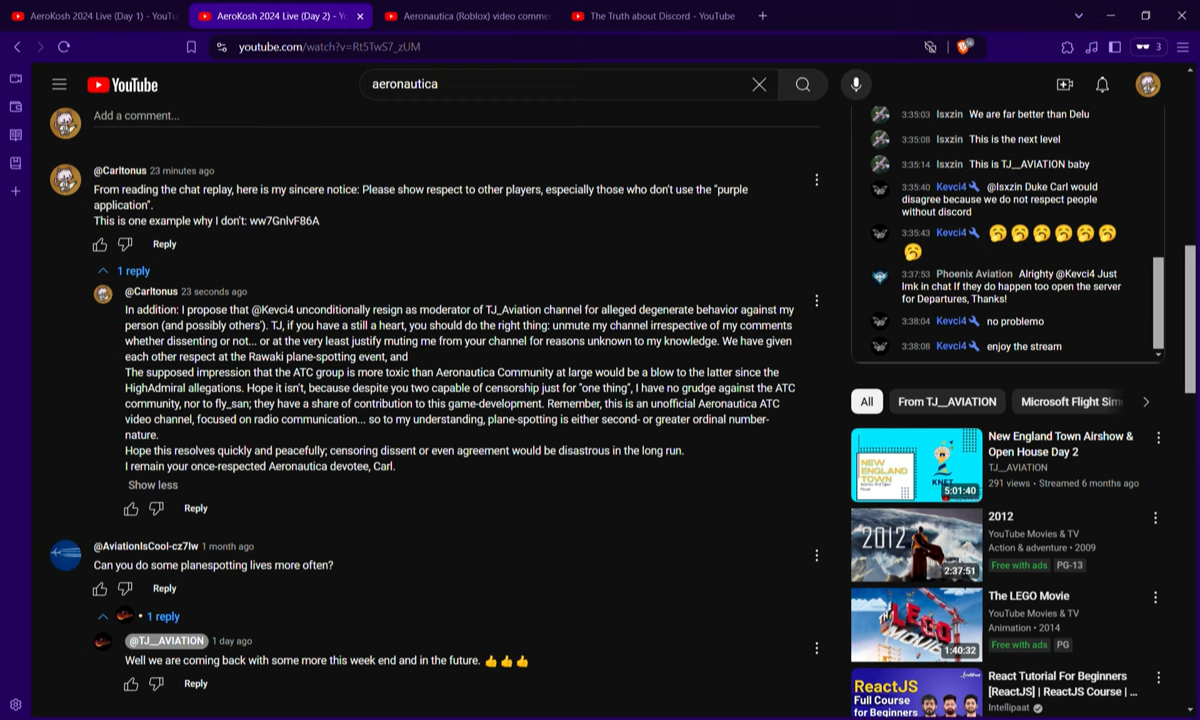 AeroKosh 2024 Live (Day 1) - YouTu
AeroKosh 2024 Live (Day 2) - Yo
Aeronautica (Roblox) video commen
The Truth about Discord - YouTube
youtube.com/watch?v=Rt5TwS7_zUM
3
YouTube
aeronautica
Add a comment...
@Carltonus 23 minutes ago
From reading the chat replay, here is my sincere notice: Please show respect to other players, especially those who don't use the "purple
application".
This is one example why I don't: ww7GnlvF86A
Reply
1 reply
@Carltonus 23 seconds ago
In addition: I propose that @Kevci4 unconditionally resign as moderator of TJ_Aviation channel for alleged degenerate behavior against my
person (and possibly others'). TJ, if you have a still a heart, you should do the right thing: unmute my channel irrespective of my comments
whether dissenting or not... or at the very least justify muting me from your channel for reasons unknown to my knowledge. We have given
each other respect at the Rawaki plane-spotting event, and
The supposed impression that the ATC group is more toxic than Aeronautica Community at large would be a blow to the latter since the
HighAdmiral allegations. Hope it isn't, because despite you two capable of censorship just for "one thing", I have no grudge against the ATC
community, nor to fly_san; they have a share of contribution to this game-development. Remember, this is an unofficial Aeronautica ATC
video channel, focused on radio communication... so to my understanding, plane-spotting is either second- or greater ordinal number-
nature.
Hope this resolves quickly and peacefully; censoring dissent or even agreement would be disastrous in the long run.
I remain your once-respected Aeronautica devotee, Carl.
Show less
Reply
@AviationIsCool-cz7lw 1 month ago
Can you do some planespotting lives more often?
Reply
1 reply
@TJ__AVIATION 1 day ago
Well we are coming back with some more this week end and in the future. 👍👍👍
Reply
3:35:03 Isxzin We are far better than Delu
3:35:08 Isxzin This is the next level
3:35:14 Isxzin This is TJ__AVIATION baby
3:35:40 Kevci4 @Isxzin Duke Carl would
disagree because we do not respect people
without discord
3:35:43 Kevci4 🥱🥱🥱🥱🥱🥱
🥱
3:37:53 Phoenix Aviation Alrighty @Kevci4 Just
lmk in chat If they do happen too open the server
for Departures, Thanks!
3:38:04 Kevci4 no problemo
3:38:08 Kevci4 enjoy the stream
All
From TJ__AVIATION
Microsoft Flight Sim
NEW
ENGLAND
TOWN
KNET
5:01:40
New England Town Airshow &
Open House Day 2
TJ__AVIATION
291 views • Streamed 6 months ago
2012
2:37:51
2012
YouTube Movies & TV
Action & adventure • 2009
Free with ads PG-13
The LEGO MOVIE
1:40:32
The LEGO Movie
YouTube Movies & TV
Animation • 2014
Free with ads PG
ReactJS
Full Course
for Beginners
React Tutorial For Beginners
[ReactJS] | ReactJS Course | ...
Intellipaat